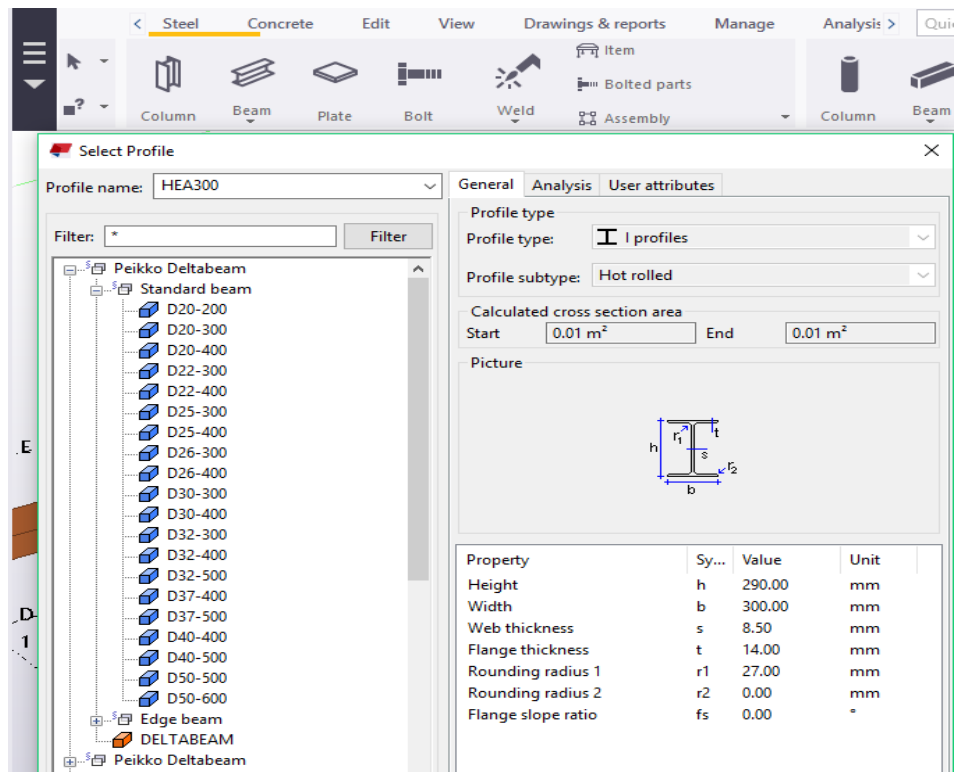 Steel Concrete Edit View Drawings & reports Manage Analysis
Column Beam Plate Bolt Weld Item
Bolted parts
Assembly
Column Beam
Select Profile
Profile name: HEA300
Filter: * Filter
Peikko Deltabeam
Standard beam
D20-200
D20-300
D20-400
D22-300
D22-400
D25-300
D25-400
D26-300
D26-400
D30-300
D30-400
D32-300
D32-400
D32-500
D37-400
D37-500
D40-400
D40-500
D50-500
D50-600
Edge beam
DELTABEAM
Peikko Deltabeam
General Analysis User attributes
Profile type
Profile type: I profiles
Profile subtype: Hot rolled
Calculated cross section area
Start 0.01 m² End 0.01 m²
Picture
h r1 t s r2 b
Property Sy... Value Unit
Height h 290.00 mm
Width b 300.00 mm
Web thickness s 8.50 mm
Flange thickness t 14.00 mm
Rounding radius 1 r1 27.00 mm
Rounding radius 2 r2 0.00 mm
Flange slope ratio fs 0.00 °
E
D
1